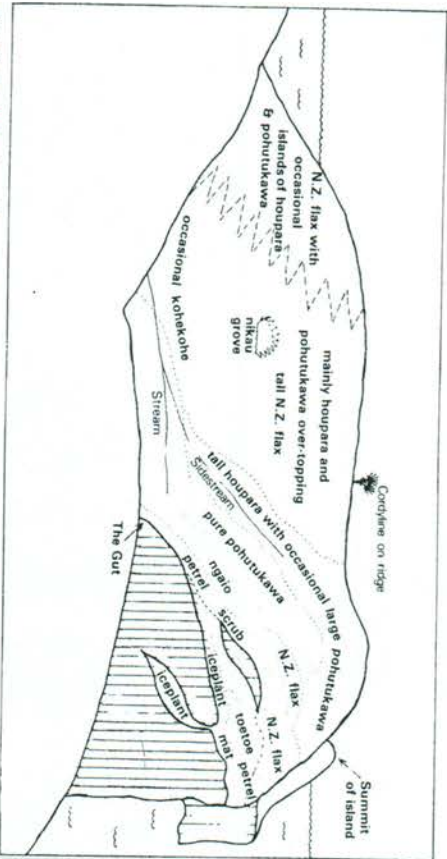 N.Z. flax with
occasional
islands of houpara
& pohutukawa
mainly houpara and
pohutukawa over-topping
tall N.Z. flax
nikau
grove
occasional kohekohe
Cordyline on ridge
tall houpara with occasional large pohutukawa
Stream
Sidestream
pure pohutukawa
ngaio
petrel scrub
The Gut
N.Z. flax
N.Z. flax
iceplant
toetoe
mat petrel
iceplant
Summit
of island